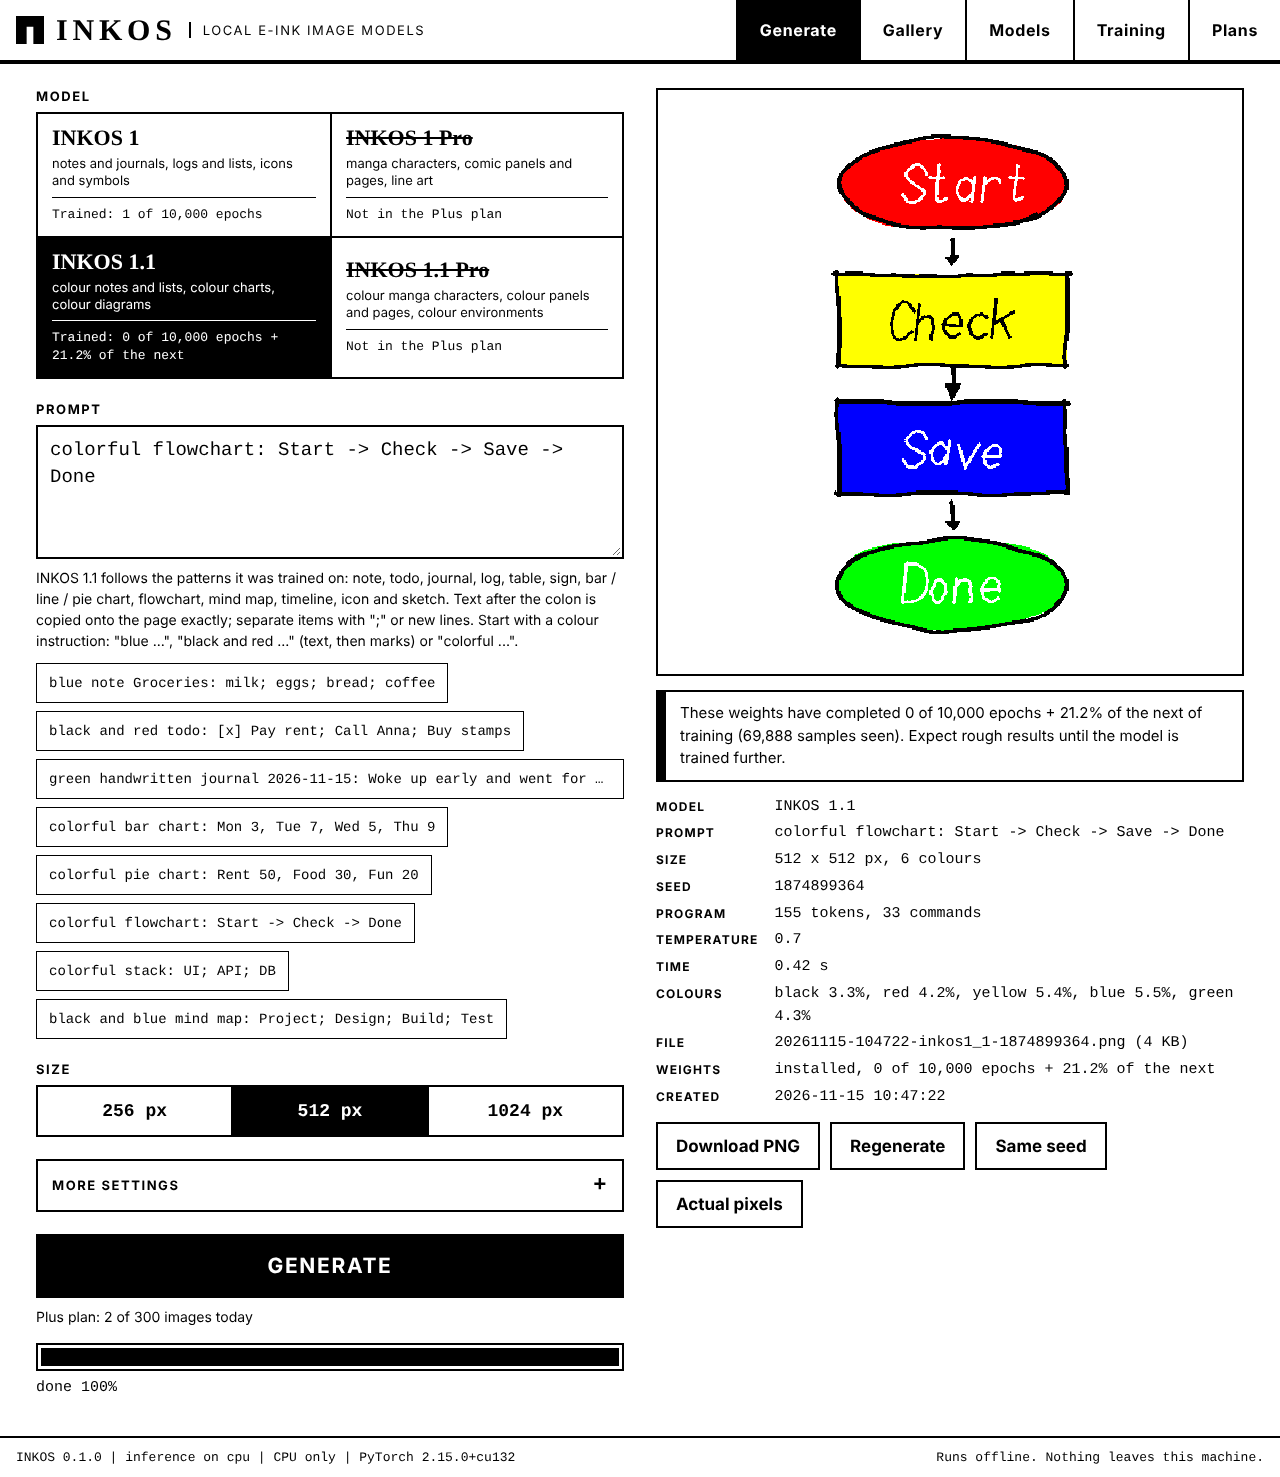 INKOS
LOCAL E-INK IMAGE MODELS
Generate
Gallery
Models
Training
Plans
MODEL
INKOS 1
notes and journals, logs and lists, icons
and symbols
Trained: 1 of 10,000 epochs
INKOS 1 Pro
manga characters, comic panels and
pages, line art
Not in the Plus plan
INKOS 1.1
colour notes and lists, colour charts,
colour diagrams
Trained: 0 of 10,000 epochs +
21.2% of the next
INKOS 1.1 Pro
colour manga characters, colour panels
and pages, colour environments
Not in the Plus plan
PROMPT
colorful flowchart: Start -> Check -> Save ->
Done
INKOS 1.1 follows the patterns it was trained on: note, todo, journal, log, table, sign, bar /
line / pie chart, flowchart, mind map, timeline, icon and sketch. Text after the colon is
copied onto the page exactly; separate items with ";" or new lines. Start with a colour
instruction: "blue ...", "black and red ..." (text, then marks) or "colorful ...".
blue note Groceries: milk; eggs; bread; coffee
black and red todo: [x] Pay rent; Call Anna; Buy stamps
green handwritten journal 2026-11-15: Woke up early and went for …
colorful bar chart: Mon 3, Tue 7, Wed 5, Thu 9
colorful pie chart: Rent 50, Food 30, Fun 20
colorful flowchart: Start -> Check -> Done
colorful stack: UI; API; DB
black and blue mind map: Project; Design; Build; Test
SIZE
256 px
512 px
1024 px
MORE SETTINGS
+
GENERATE
Plus plan: 2 of 300 images today
done 100%
Start
Check
Save
Done
These weights have completed 0 of 10,000 epochs + 21.2% of the next of
training (69,888 samples seen). Expect rough results until the model is
trained further.
MODEL INKOS 1.1
PROMPT colorful flowchart: Start -> Check -> Save -> Done
SIZE 512 x 512 px, 6 colours
SEED 1874899364
PROGRAM 155 tokens, 33 commands
TEMPERATURE 0.7
TIME 0.42 s
COLOURS black 3.3%, red 4.2%, yellow 5.4%, blue 5.5%, green
4.3%
FILE 20261115-104722-inkos1_1-1874899364.png (4 KB)
WEIGHTS installed, 0 of 10,000 epochs + 21.2% of the next
CREATED 2026-11-15 10:47:22
Download PNG
Regenerate
Same seed
Actual pixels
INKOS 0.1.0 | inference on cpu | CPU only | PyTorch 2.15.0+cu132
Runs offline. Nothing leaves this machine.